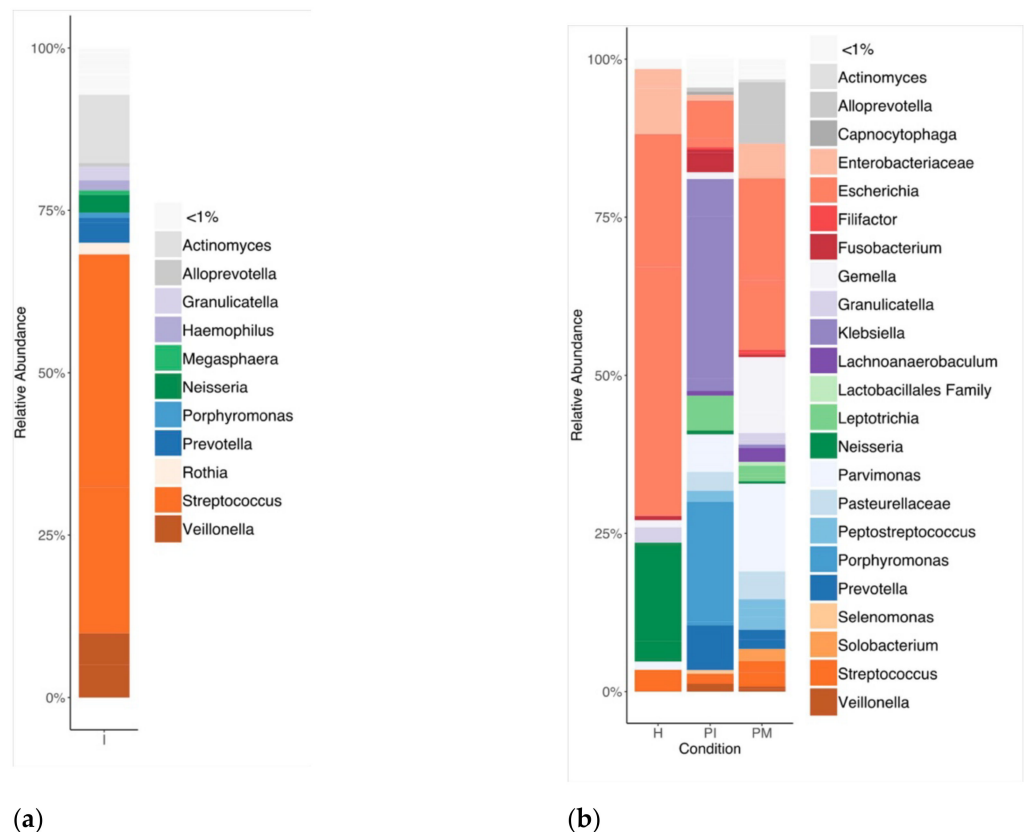 100%
75%
50%
25%
0%
Relative Abundance
I
<1%
Actinomyces
Alloprevotella
Granulicatella
Haemophilus
Megasphaera
Neisseria
Porphyromonas
Prevotella
Rothia
Streptococcus
Veillonella
(a)
100%
75%
50%
25%
0%
Relative Abundance
H PI PM
Condition
<1%
Actinomyces
Alloprevotella
Capnocytophaga
Enterobacteriaceae
Escherichia
Filifactor
Fusobacterium
Gemella
Granulicatella
Klebsiella
Lachnoanaerobaculum
Lactobacillales Family
Leptotrichia
Neisseria
Parvimonas
Pasteurellaceae
Peptostreptococcus
Porphyromonas
Prevotella
Selenomonas
Solobacterium
Streptococcus
Veillonella
(b)